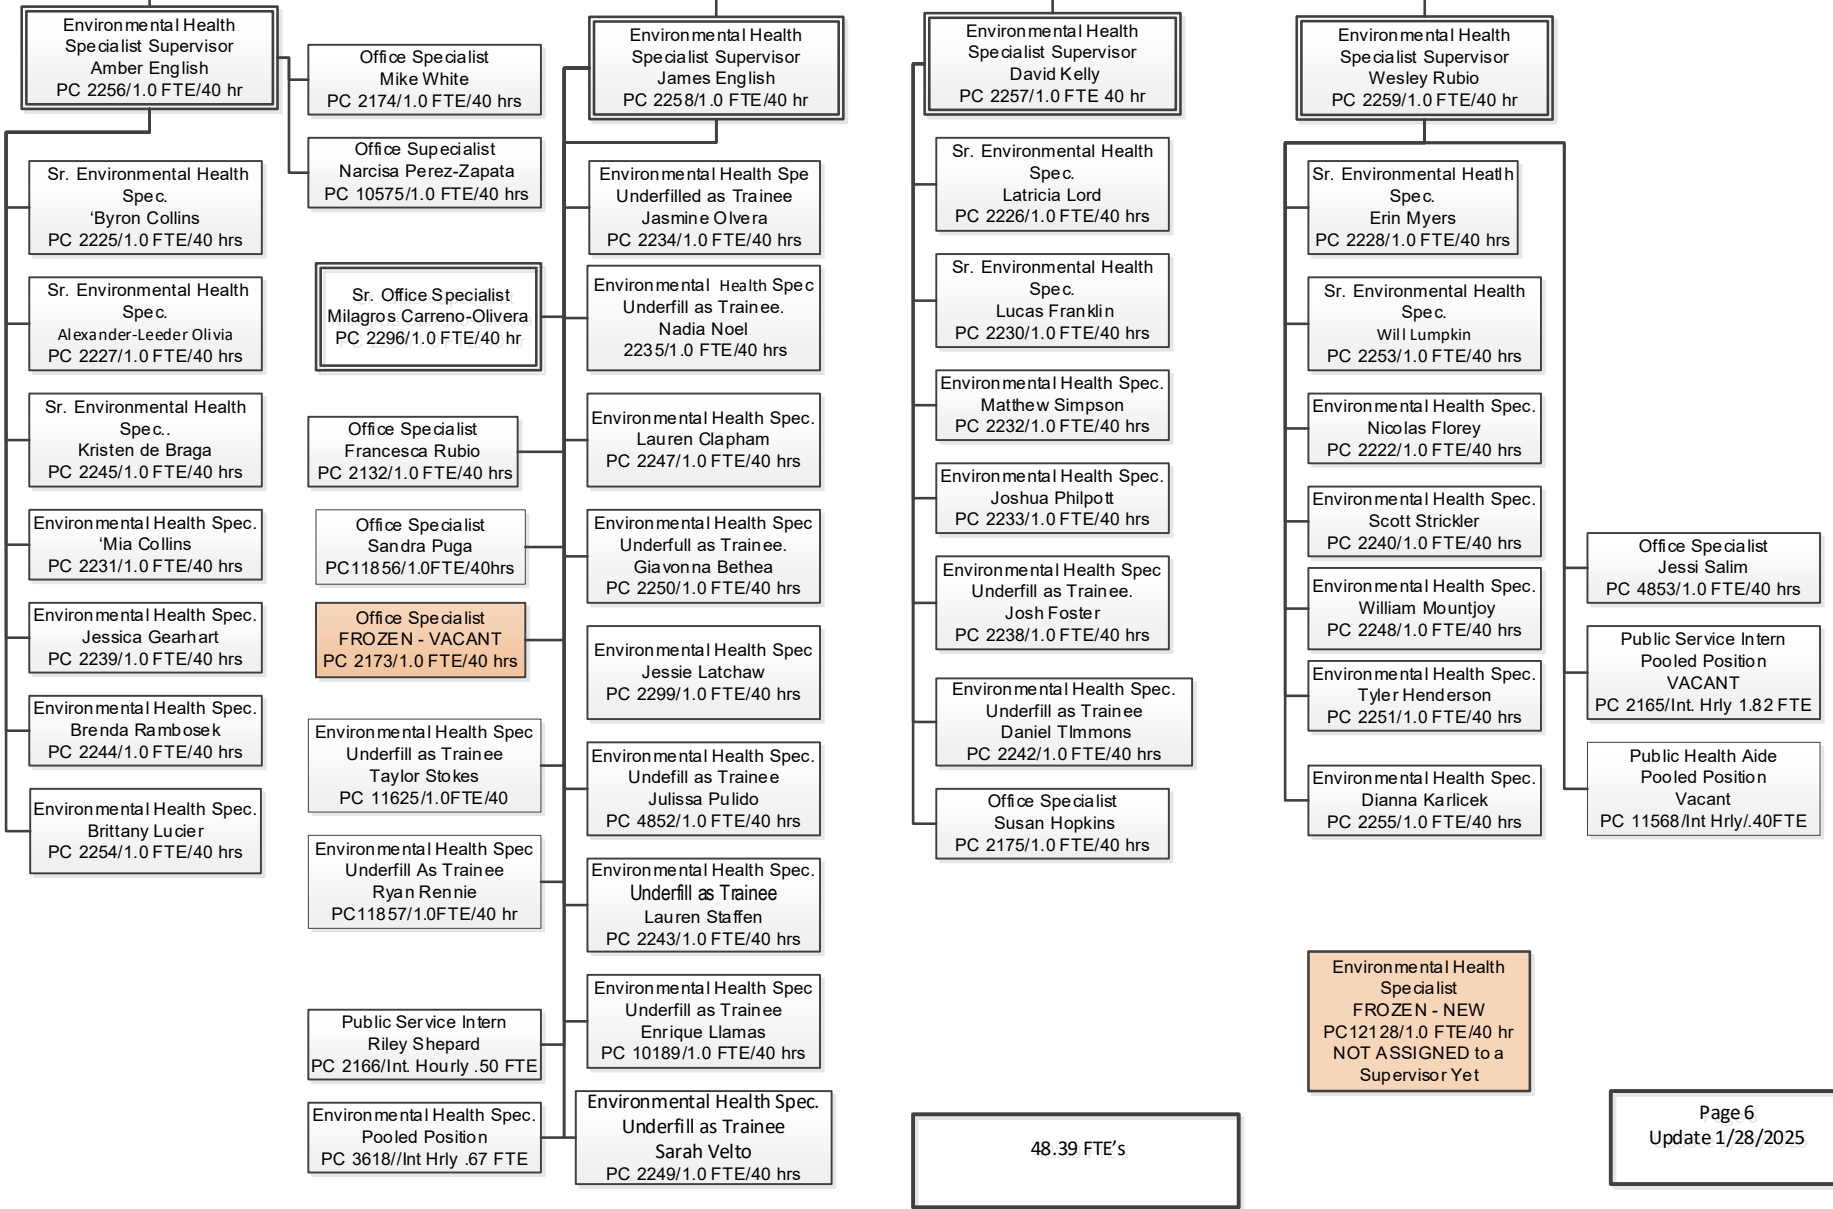 Environmental Health
Specialist Supervisor
Amber English
PC 2256/1.0 FTE/40 hr
Office Specialist
Mike White
PC 2174/1.0 FTE/40 hrs
Office Supecialist
Narcisa Perez-Zapata
PC 10575/1.0 FTE/40 hrs
Sr. Environmental Health
Spec.
‘Byron Collins
PC 2225/1.0 FTE/40 hrs
Sr. Environmental Health
Spec.
Alexander-Leeder Olivia
PC 2227/1.0 FTE/40 hrs
Sr. Environmental Health
Spec..
Kristen de Braga
PC 2245/1.0 FTE/40 hrs
Environmental Health Spec.
‘Mia Collins
PC 2231/1.0 FTE/40 hrs
Environmental Health Spec.
Jessica Gearhart
PC 2239/1.0 FTE/40 hrs
Environmental Health Spec.
Brenda Rambosek
PC 2244/1.0 FTE/40 hrs
Environmental Health Spec.
Brittany Lucier
PC 2254/1.0 FTE/40 hrs
Environmental Health
Specialist Supervisor
James English
PC 2258/1.0 FTE/40 hr
Sr. Office Specialist
Milagros Carreno-Olivera
PC 2296/1.0 FTE/40 hr
Office Specialist
Francesca Rubio
PC 2132/1.0 FTE/40 hrs
Office Specialist
Sandra Puga
PC11856/1.0FTE/40hrs
Office Specialist
FROZEN - VACANT
PC 2173/1.0 FTE/40 hrs
Environmental Health Spec
Underfill as Trainee
Taylor Stokes
PC 11625/1.0FTE/40
Environmental Health Spec
Underfill As Trainee
Ryan Rennie
PC11857/1.0FTE/40 hr
Public Service Intern
Riley Shepard
PC 2166/Int. Hourly .50 FTE
Environmental Health Spec.
Pooled Position
PC 3618//Int Hrly .67 FTE
Environmental Health Spe
Underfilled as Trainee
Jasmine Olvera
PC 2234/1.0 FTE/40 hrs
Environmental Health Spec
Underfill as Trainee.
Nadia Noel
2235/1.0 FTE/40 hrs
Environmental Health Spec.
Lauren Clapham
PC 2247/1.0 FTE/40 hrs
Environmental Health Spec
Underfull as Trainee.
Giavonna Bethea
PC 2250/1.0 FTE/40 hrs
Environmental Health Spec
Jessie Latchaw
PC 2299/1.0 FTE/40 hrs
Environmental Health Spec.
Undefill as Trainee
Julissa Pulido
PC 4852/1.0 FTE/40 hrs
Environmental Health Spec.
Underfill as Trainee
Lauren Staffen
PC 2243/1.0 FTE/40 hrs
Environmental Health Spec
Underfill as Trainee
Enrique Llamas
PC 10189/1.0 FTE/40 hrs
Environmental Health Spec.
Underfill as Trainee
Sarah Velto
PC 2249/1.0 FTE/40 hrs
Environmental Health
Specialist Supervisor
David Kelly
PC 2257/1.0 FTE 40 hr
Sr. Environmental Health
Spec.
Latricia Lord
PC 2226/1.0 FTE/40 hrs
Sr. Environmental Health
Spec.
Lucas Franklin
PC 2230/1.0 FTE/40 hrs
Environmental Health Spec.
Matthew Simpson
PC 2232/1.0 FTE/40 hrs
Environmental Health Spec.
Joshua Philpott
PC 2233/1.0 FTE/40 hrs
Environmental Health Spec
Underfill as Trainee.
Josh Foster
PC 2238/1.0 FTE/40 hrs
Environmental Health Spec.
Underfill as Trainee
Daniel TImmons
PC 2242/1.0 FTE/40 hrs
Office Specialist
Susan Hopkins
PC 2175/1.0 FTE/40 hrs
Environmental Health
Specialist Supervisor
Wesley Rubio
PC 2259/1.0 FTE/40 hr
Sr. Environmental Heatlh
Spec.
Erin Myers
PC 2228/1.0 FTE/40 hrs
Sr. Environmental Health
Spec.
Will Lumpkin
PC 2253/1.0 FTE/40 hrs
Environmental Health Spec.
Nicolas Florey
PC 2222/1.0 FTE/40 hrs
Environmental Health Spec.
Scott Strickler
PC 2240/1.0 FTE/40 hrs
Environmental Health Spec.
William Mountjoy
PC 2248/1.0 FTE/40 hrs
Environmental Health Spec.
Tyler Henderson
PC 2251/1.0 FTE/40 hrs
Environmental Health Spec.
Dianna Karlicek
PC 2255/1.0 FTE/40 hrs
Office Specialist
Jessi Salim
PC 4853/1.0 FTE/40 hrs
Public Service Intern
Pooled Position
VACANT
PC 2165/Int. Hrly 1.82 FTE
Public Health Aide
Pooled Position
Vacant
PC 11568/Int Hrly/.40FTE
Environmental Health
Specialist
FROZEN - NEW
PC12128/1.0 FTE/40 hr
NOT ASSIGNED to a
Supervisor Yet
48.39 FTE’s
Page 6
Update 1/28/2025